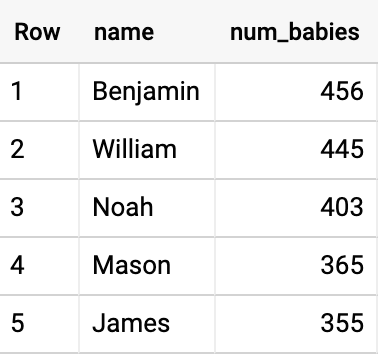 Row name num_babies
1 Benjamin 456
2 William 445
3 Noah 403
4 Mason 365
5 James 355